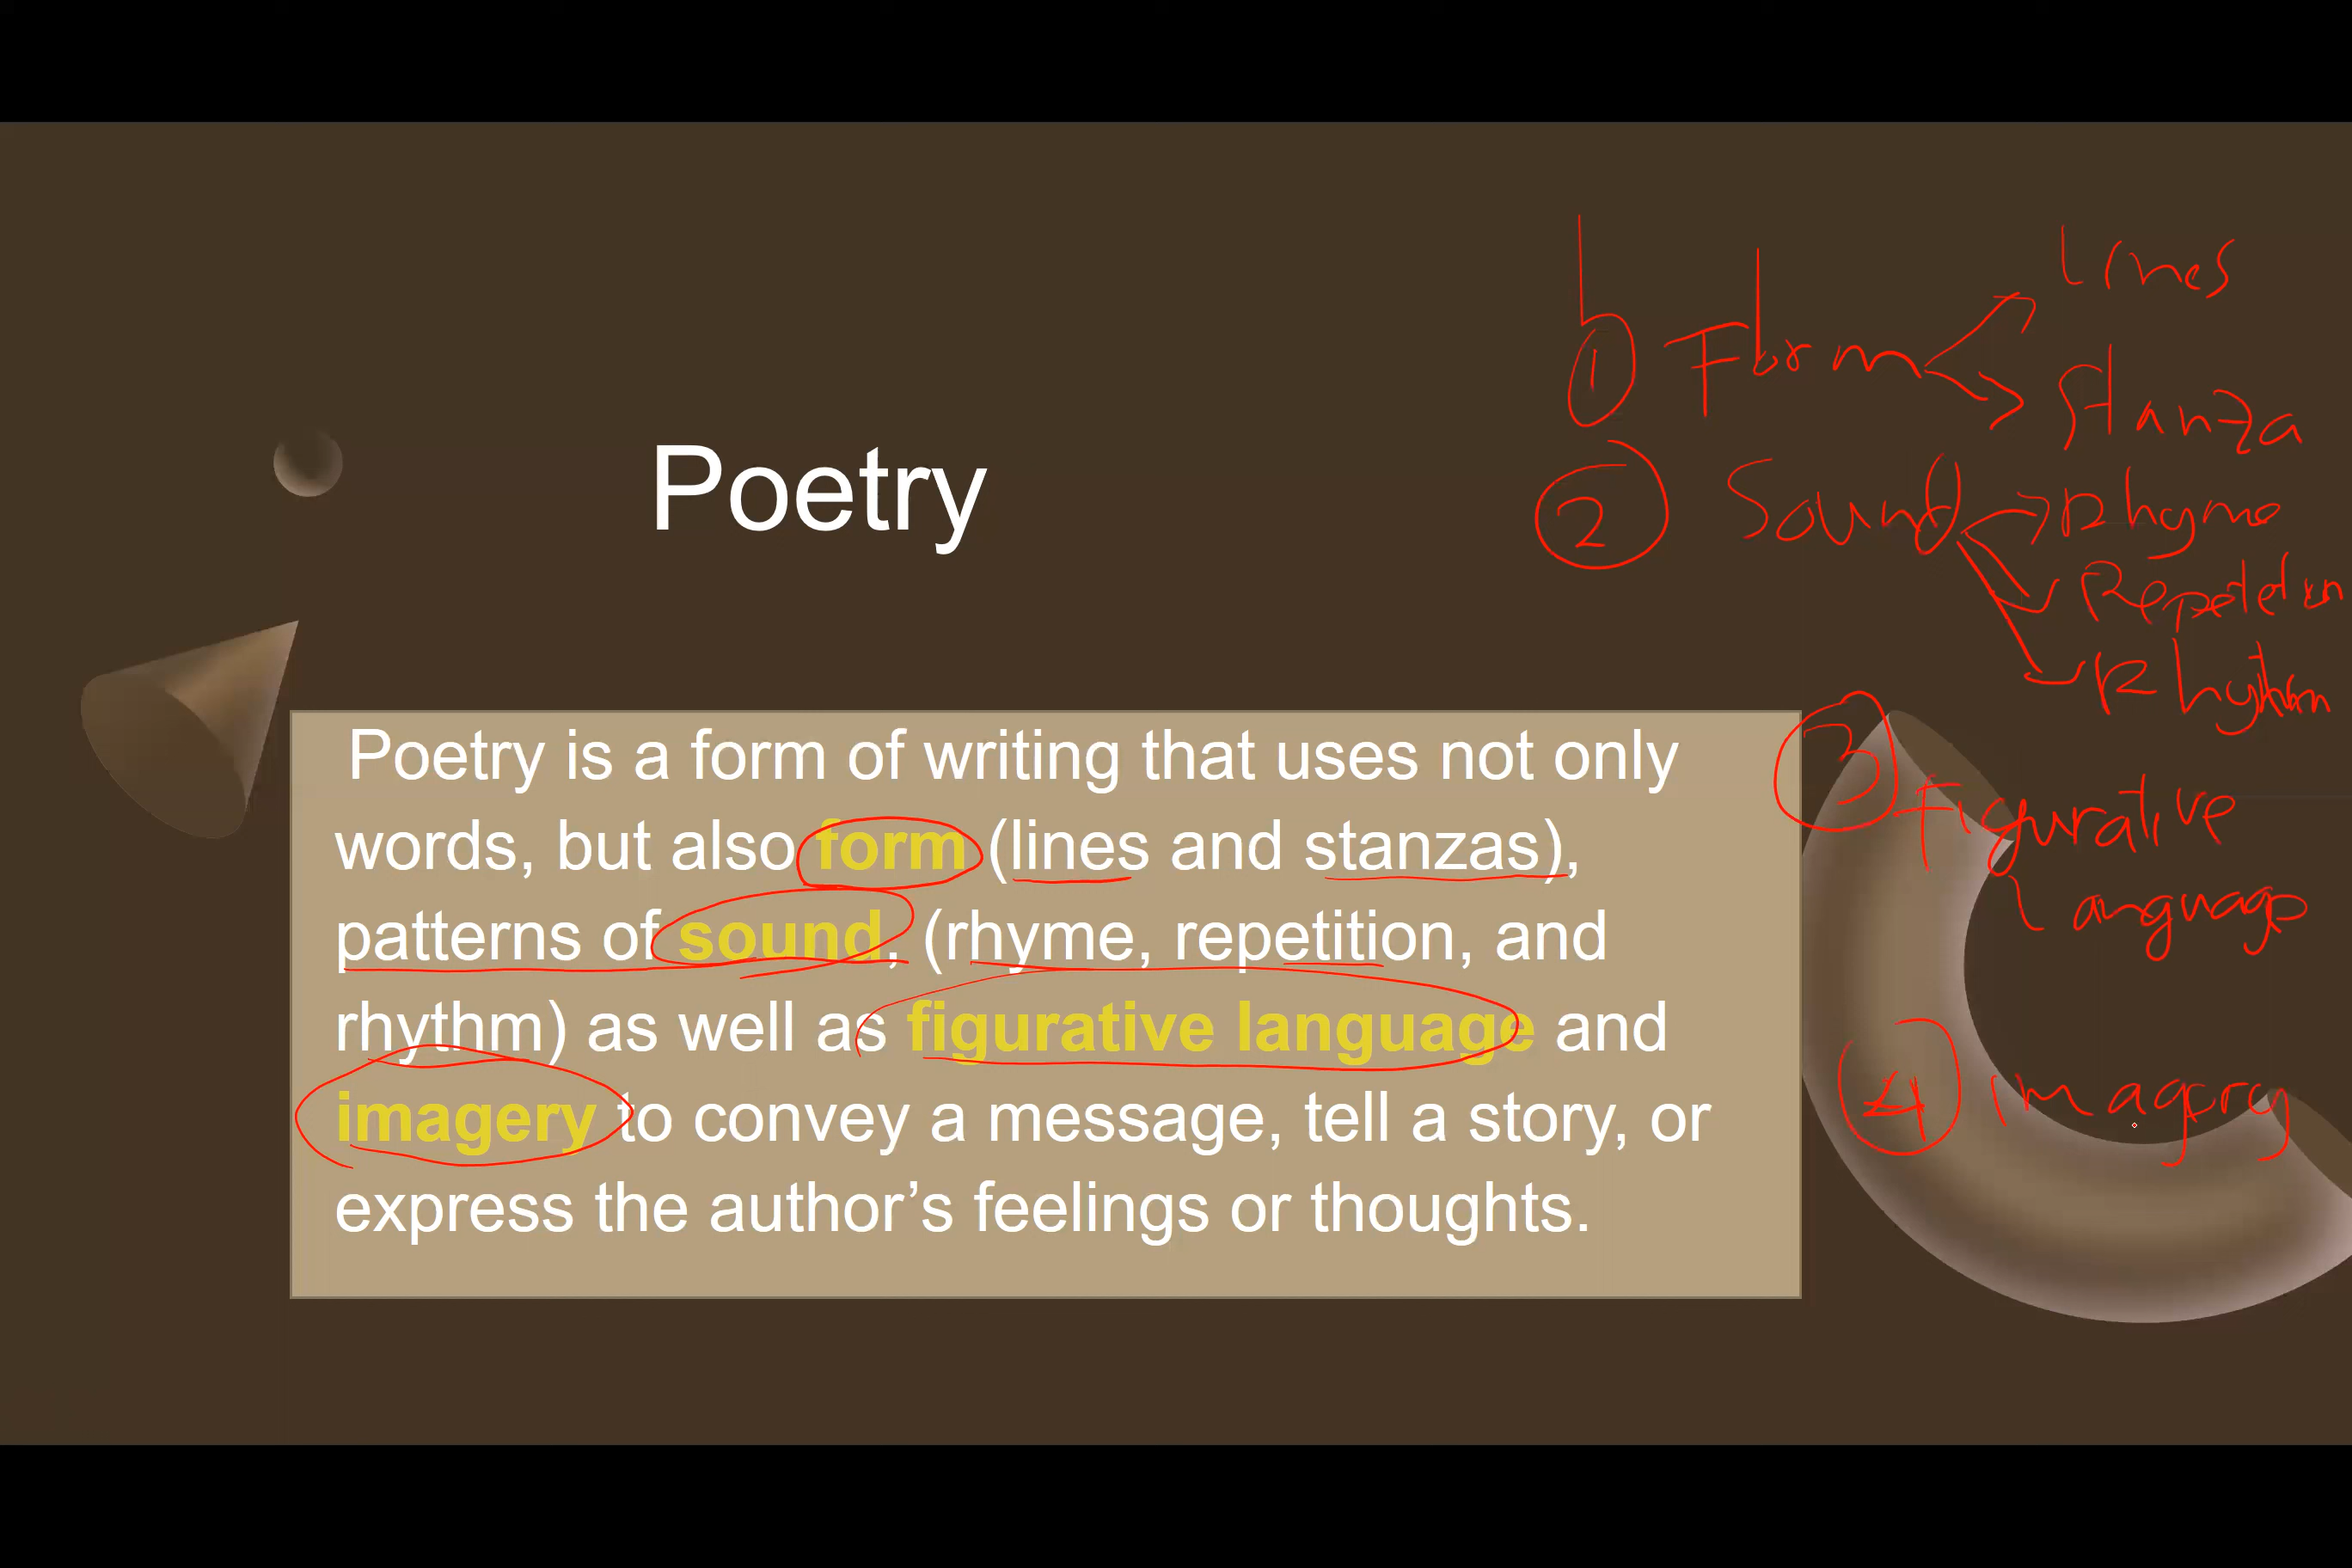 Poetry
Poetry is a form of writing that uses not only
words, but also form (lines and stanzas),
patterns of sound, (rhyme, repetition, and
rhythm) as well as figurative language and
imagery to convey a message, tell a story, or
express the author’s feelings or thoughts.
1 Form
Lines
Stanza
2 Sound
Rhyme
Repetition
Rhythm
3 Figurative
Language
4 Imagery